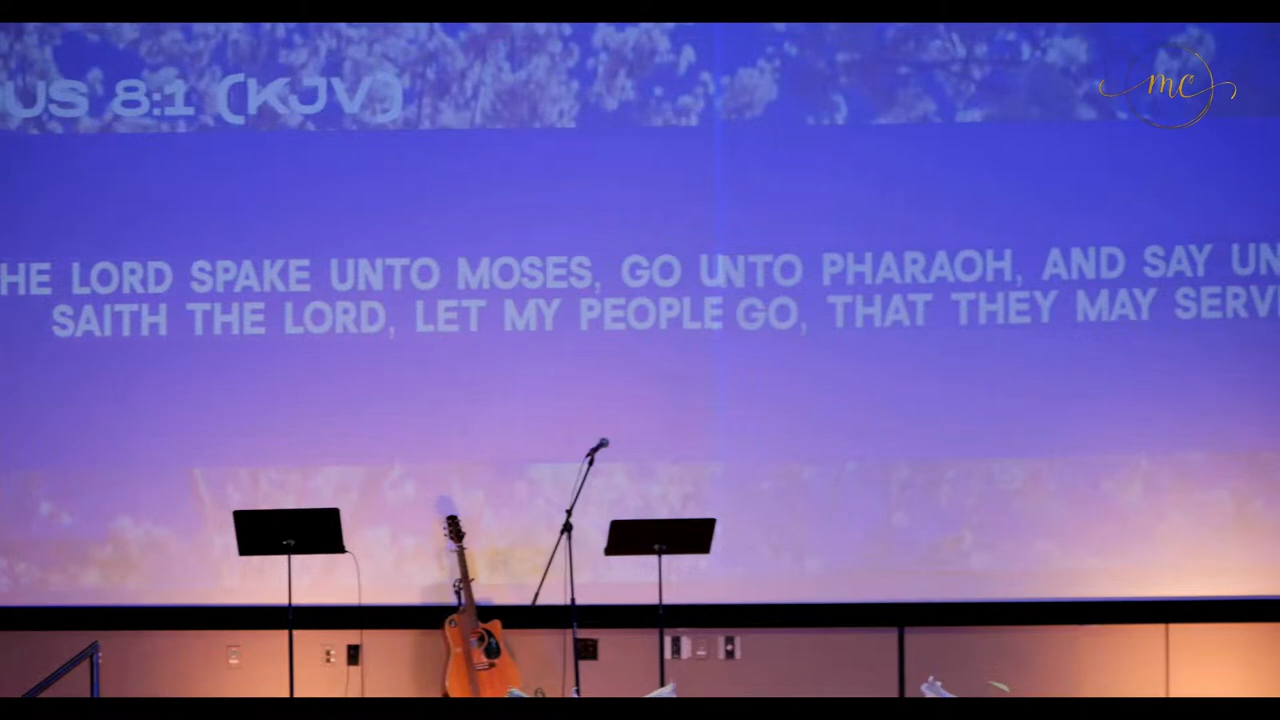 US 8:1 (KJV)
mc
HE LORD SPAKE UNTO MOSES, GO UNTO PHARAOH, AND SAY UN
SAITH THE LORD, LET MY PEOPLE GO, THAT THEY MAY SERV